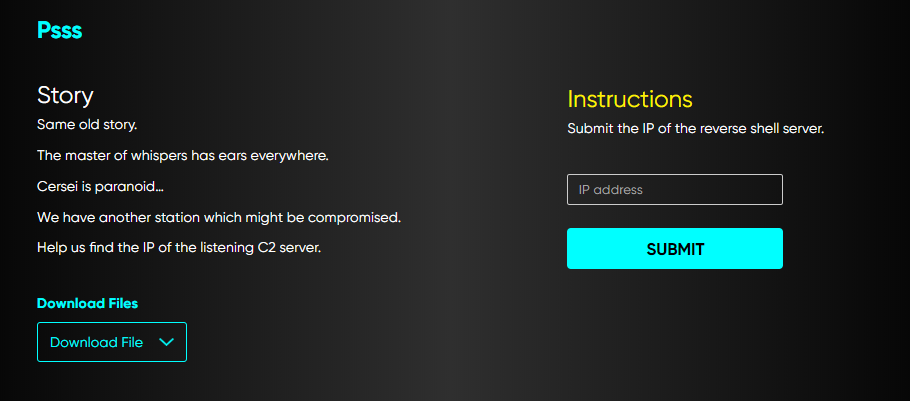 Psss
Story
Same old story.
The master of whispers has ears everywhere.
Cersei is paranoid...
We have another station which might be compromised.
Help us find the IP of the listening C2 server.
Download Files
Download File
Instructions
Submit the IP of the reverse shell server.
IP address
SUBMIT